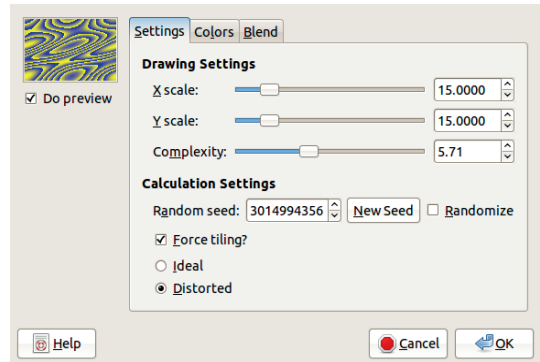 Settings Colors Blend
Do preview
Drawing Settings
X scale: 15.0000
Y scale: 15.0000
Complexity: 5.71
Calculation Settings
Random seed: 3014994356 New Seed Randomize
Force tiling?
Ideal
Distorted
Help Cancel OK